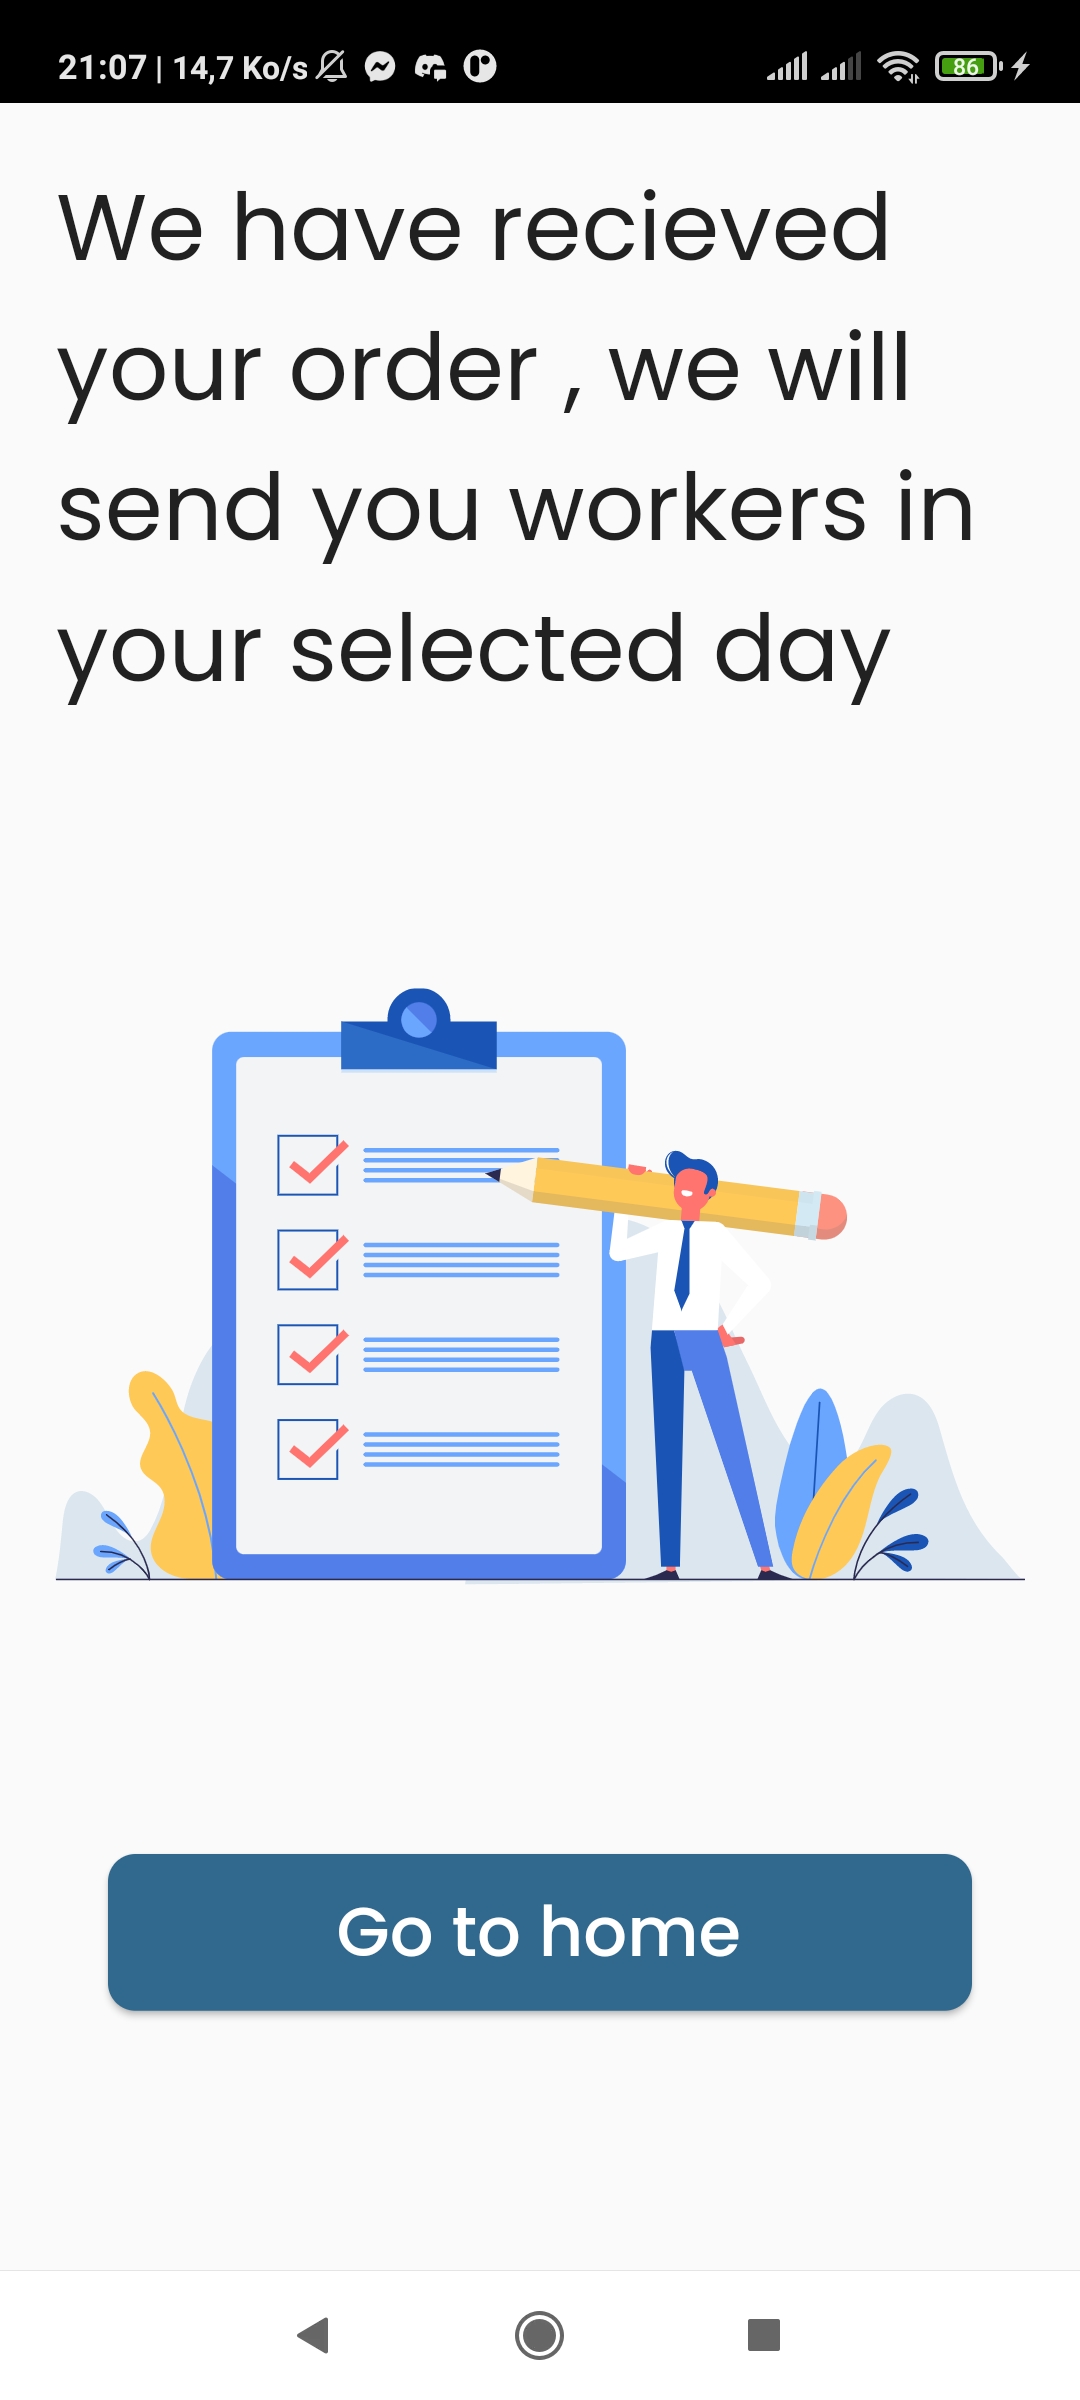 21:07 | 14,7 Ko/s
86
We have recieved
your order , we will
send you workers in
your selected day
Go to home